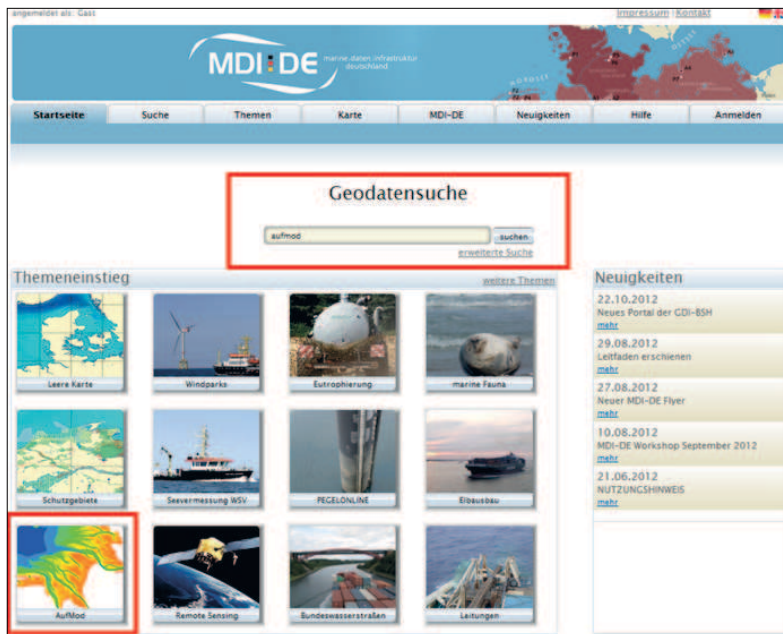 angemeldet als: Gast
Impressum Kontakt
MDI DE
marine daten infrastruktur
deutschland
NORDSEE
OSTSEE
Startseite Suche Themen Karte MDI-DE Neuigkeiten Hilfe Anmelden
Geodatensuche
aufmod suchen
erweiterte Suche
Themeneinstieg
weitere Themen
Leere Karte Windparks Eutrophierung marine Fauna
Schutzgebiete Seevermessung WSV PEGELONLINE Elbausbau
AufMod Remote Sensing Bundeswasserstraßen Leitungen
Neuigkeiten
22.10.2012
Neues Portal der GDI-BSH
mehr
29.08.2012
Leitfaden erschienen
mehr
27.08.2012
Neuer MDI-DE Flyer
mehr
10.08.2012
MDI-DE Workshop September 2012
mehr
21.06.2012
NUTZUNGSHINWEIS
mehr